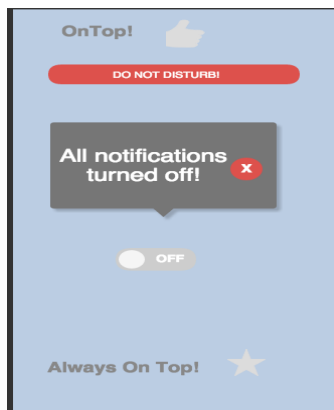 OnTop!
DO NOT DISTURB!
All notifications
turned off!
X
OFF
Always On Top!